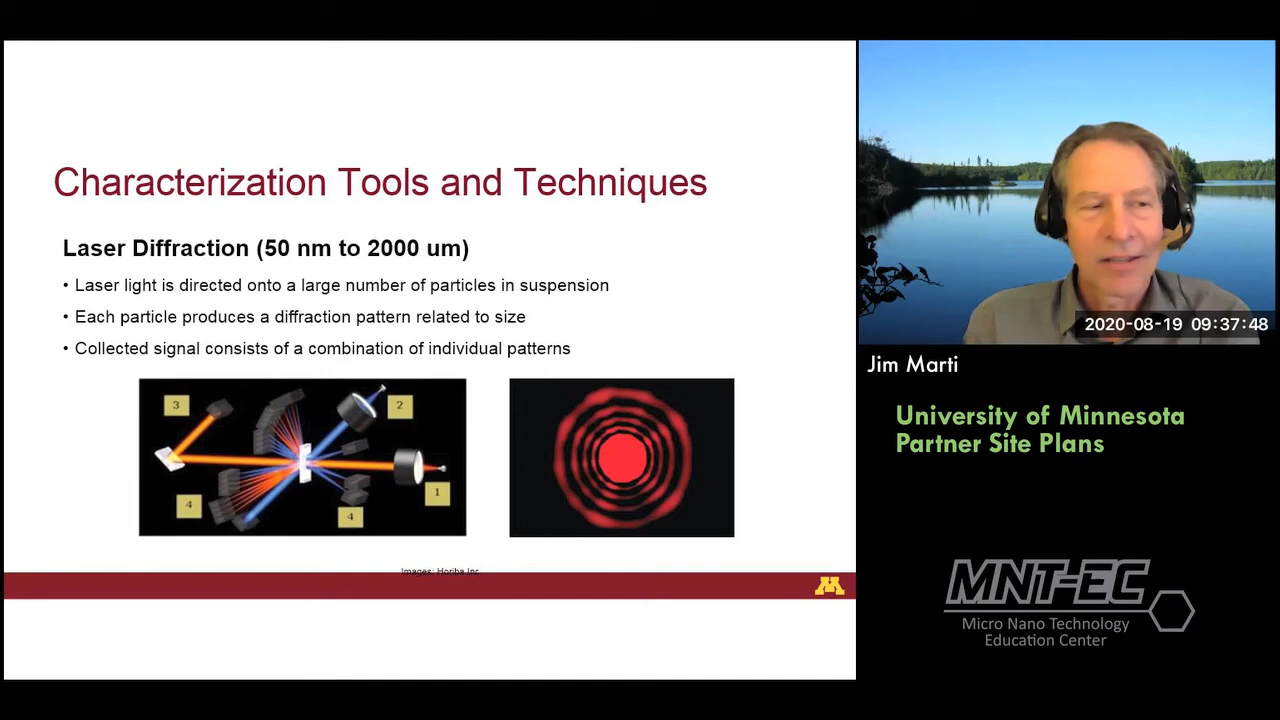 Characterization Tools and Techniques
Laser Diffraction (50 nm to 2000 um)
• Laser light is directed onto a large number of particles in suspension
• Each particle produces a diffraction pattern related to size
• Collected signal consists of a combination of individual patterns
3
2
1
4
4
Images: Horiba Inc
M
2020-08-19 09:37:48
Jim Marti
University of Minnesota
Partner Site Plans
MNT-EC
Micro Nano Technology
Education Center